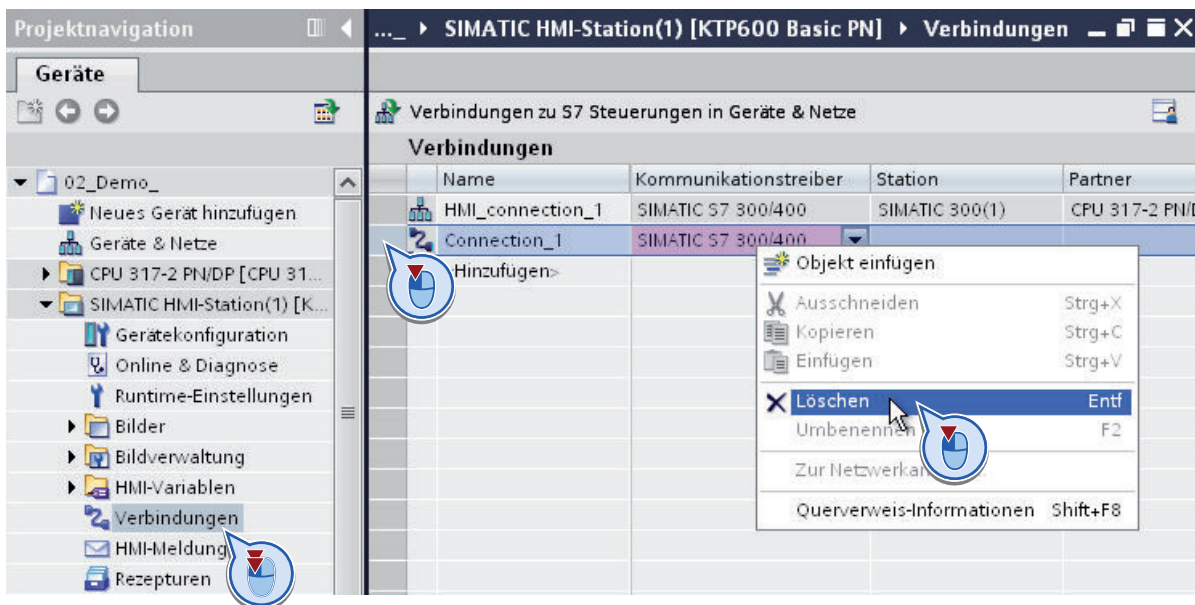 Projektnavigation
..._ SIMATIC HMI-Station(1) [KTP600 Basic PN] Verbindungen
Geräte
Verbindungen zu S7 Steuerungen in Geräte & Netze
Verbindungen
Name Kommunikationstreiber Station Partner
HMI_connection_1 SIMATIC S7 300/400 SIMATIC 300(1) CPU 317-2 PN/D
Connection_1 SIMATIC S7 300/400
Hinzufügen>
02_Demo_
Neues Gerät hinzufügen
Geräte & Netze
CPU 317-2 PN/DP [CPU 31...
SIMATIC HMI-Station(1) [K...
Gerätekonfiguration
Online & Diagnose
Runtime-Einstellungen
Bilder
Bildverwaltung
HMI-Variablen
Verbindungen
HMI-Meldung
Rezepturen
Objekt einfügen
Ausschneiden Strg+X
Kopieren Strg+C
Einfügen Strg+V
Löschen Entf
Umbenennen F2
Zur Netzwerkan
Querverweis-Informationen Shift+F8